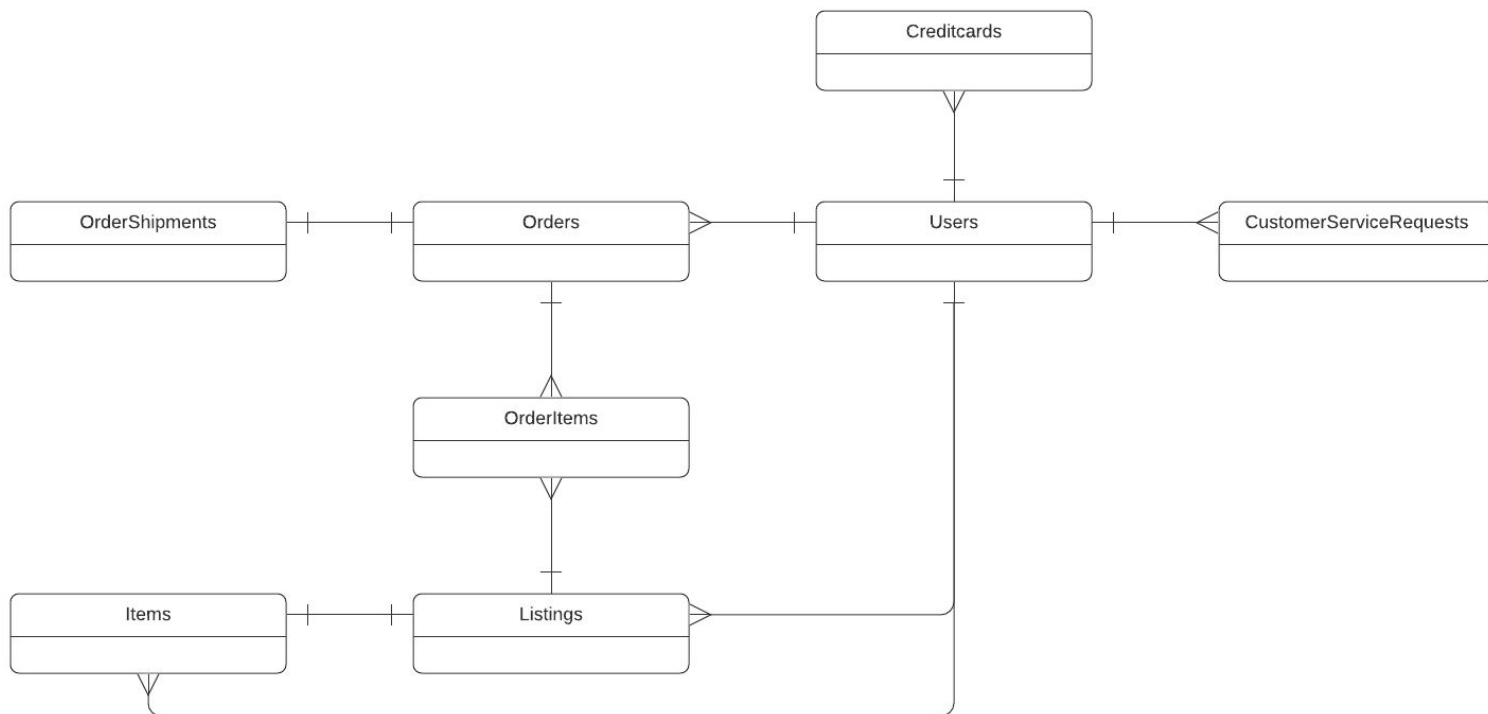 Creditcards
OrderShipments
Orders
Users
CustomerServiceRequests
OrderItems
Items
Listings